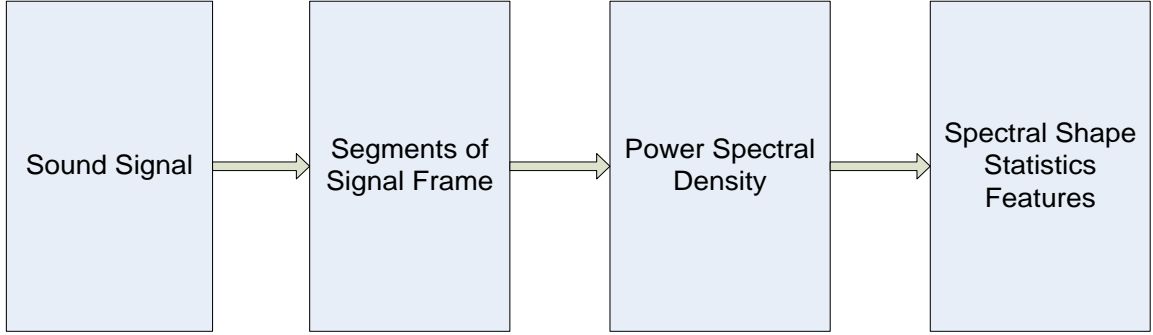 Sound Signal
Segments of
Signal Frame
Power Spectral
Density
Spectral Shape
Statistics
Features